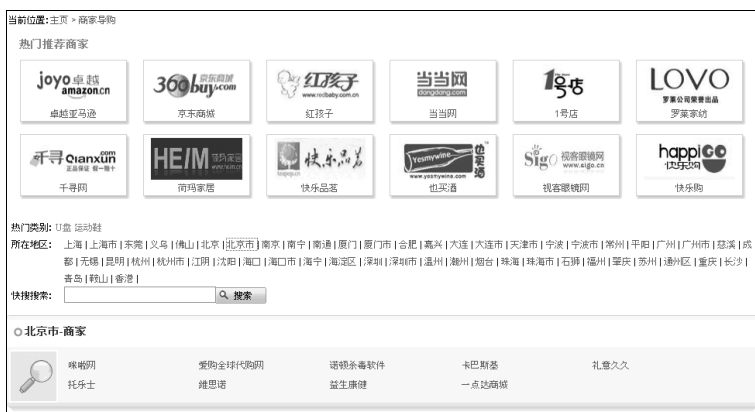 当前位置:主页 > 商家导购
热门推荐商家
joyo卓越
amazon.cn
卓越亚马逊
360buy.com 京东商城
京东商城
红孩子
www.redbaby.com.cn
红孩子
当当网
dangdang.com
当当网
1号店
1号店
LOVO
罗莱公司荣誉出品
罗莱家纺
千寻 Qianxun.com
正品保证 假一赔十
千寻网
HE/M
荷玛家居
快乐品茗
快乐品茗
Yesmywine
www.yesmywine.com
也买酒
也买酒
Sigo 视客眼镜网
www.sigo.cn
视客眼镜网
happiGO
快乐购
快乐购
热门类别: U盘 运动鞋
所在地区: 上海 | 上海市 | 东莞 | 义乌 | 佛山 | 北京 | 北京市 | 南京 | 南宁 | 南通 | 厦门 | 厦门市 | 合肥 | 嘉兴 | 大连 | 大连市 | 天津市 | 宁波 | 宁波市 | 常州 | 平阳 | 广州 | 广州市 | 慈溪 | 成
都 | 无锡 | 昆明 | 杭州 | 杭州市 | 江阴 | 沈阳 | 海口 | 海口市 | 海宁 | 海淀区 | 深圳 | 深圳市 | 温州 | 潮州 | 烟台 | 珠海 | 珠海市 | 石狮 | 福州 | 肇庆 | 苏州 | 通州区 | 重庆 | 长沙 |
青岛 | 鞍山 | 香港 |
快搜搜索: 搜索
北京市-商家
咪啦网 爱购全球代购网 诺顿杀毒软件 卡巴斯基 礼意久久
托乐士 维思诺 益生康健 一点达商城